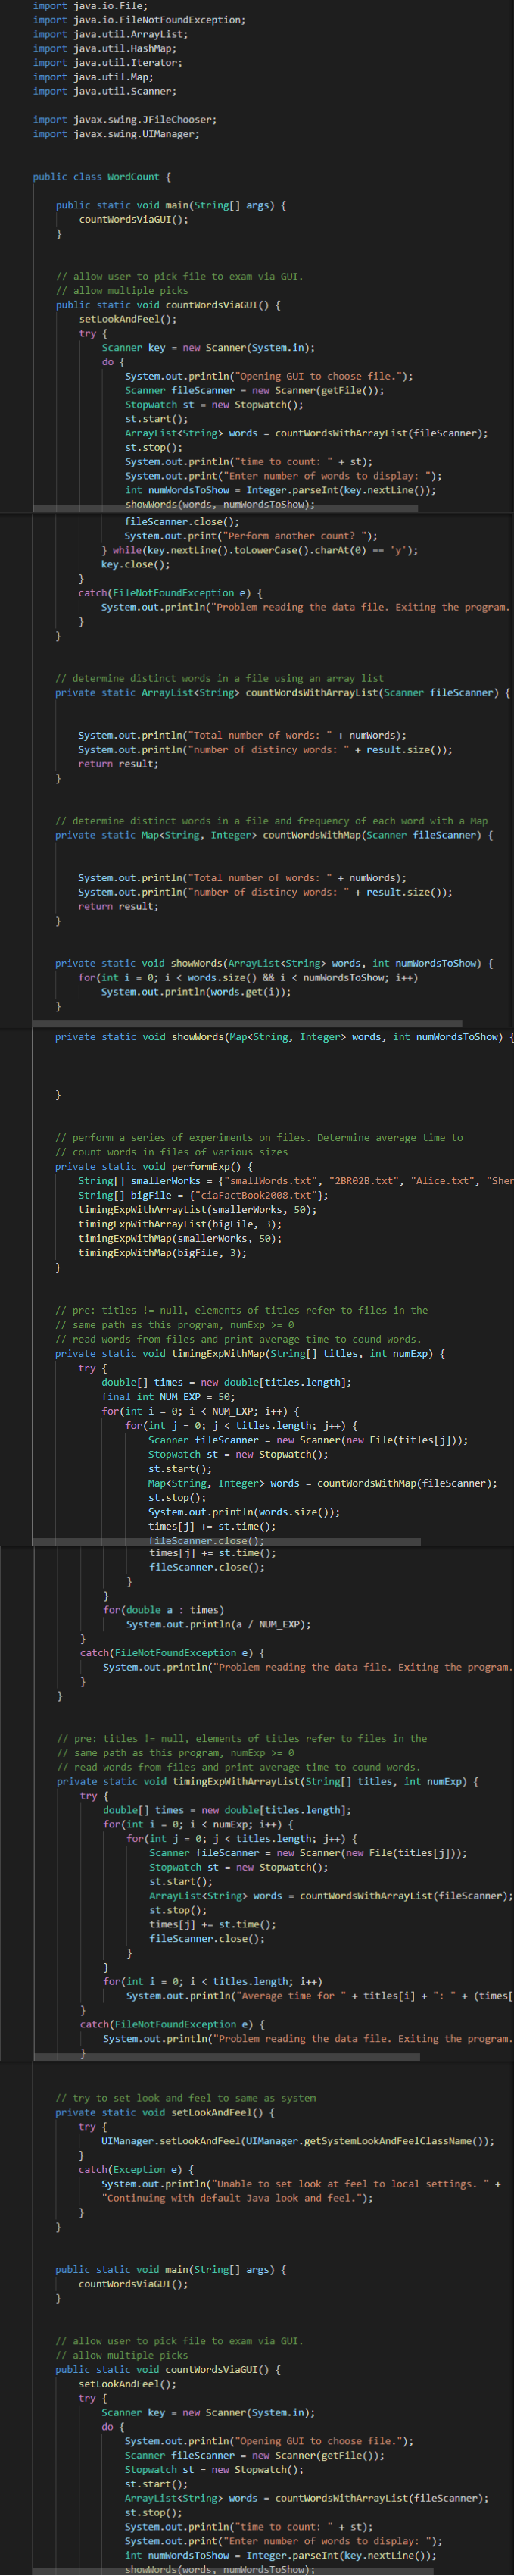 import java.io.File;
import java.io.FileNotFoundException;
import java.util.ArrayList;
import java.util.HashMap;
import java.util.Iterator;
import java.util.Map;
import java.util.Scanner;
import javax.swing.JFileChooser;
import javax.swing.UIManager;
public class WordCount {
public static void main(String[] args) {
countWordsViaGUI();
}
// allow user to pick file to exam via GUI.
// allow multiple picks
public static void countWordsViaGUI() {
setLookAndFeel();
try {
Scanner key = new Scanner(System.in);
do {
System.out.println("Opening GUI to choose file.");
Scanner fileScanner = new Scanner(getFile());
Stopwatch st = new Stopwatch();
st.start();
ArrayList<String> words = countWordsWithArrayList(fileScanner);
st.stop();
System.out.println("time to count: " + st);
System.out.print("Enter number of words to display: ");
int numWordsToShow = Integer.parseInt(key.nextLine());
showWords(words, numWordsToShow);
fileScanner.close();
System.out.print("Perform another count? ");
} while(key.nextLine().toLowerCase().charAt(0) == 'y');
key.close();
}
catch(FileNotFoundException e) {
System.out.println("Problem reading the data file. Exiting the program.
}
}
// determine distinct words in a file using an array list
private static ArrayList<String> countWordsWithArrayList(Scanner fileScanner) {
System.out.println("Total number of words: " + numWords);
System.out.println("number of distincy words: " + result.size());
return result;
}
// determine distinct words in a file and frequency of each word with a Map
private static Map<String, Integer> countWordsWithMap(Scanner fileScanner) {
System.out.println("Total number of words: " + numWords);
System.out.println("number of distincy words: " + result.size());
return result;
}
private static void showWords(ArrayList<String> words, int numWordsToShow) {
for(int i = 0; i < words.size() && i < numWordsToShow; i++)
System.out.println(words.get(i));
}
private static void showWords(Map<String, Integer> words, int numWordsToShow) {
}
// perform a series of experiments on files. Determine average time to
// count words in files of various sizes
private static void performExp() {
String[] smallerWorks = {"smallWords.txt", "2BR02B.txt", "Alice.txt", "Sher
String[] bigFile = {"ciaFactBook2008.txt"};
timingExpWithArrayList(smallerWorks, 50);
timingExpWithArrayList(bigFile, 3);
timingExpWithMap(smallerWorks, 50);
timingExpWithMap(bigFile, 3);
}
// pre: titles != null, elements of titles refer to files in the
// same path as this program, numExp >= 0
// read words from files and print average time to cound words.
private static void timingExpWithMap(String[] titles, int numExp) {
try {
double[] times = new double[titles.length];
final int NUM_EXP = 50;
for(int i = 0; i < NUM_EXP; i++) {
for(int j = 0; j < titles.length; j++) {
Scanner fileScanner = new Scanner(new File(titles[j]));
Stopwatch st = new Stopwatch();
st.start();
Map<String, Integer> words = countWordsWithMap(fileScanner);
st.stop();
System.out.println(words.size());
times[j] += st.time();
fileScanner.close();
times[j] += st.time();
fileScanner.close();
}
}
for(double a : times)
System.out.println(a / NUM_EXP);
}
catch(FileNotFoundException e) {
System.out.println("Problem reading the data file. Exiting the program.
}
}
// pre: titles != null, elements of titles refer to files in the
// same path as this program, numExp >= 0
// read words from files and print average time to cound words.
private static void timingExpWithArrayList(String[] titles, int numExp) {
try {
double[] times = new double[titles.length];
for(int i = 0; i < numExp; i++) {
for(int j = 0; j < titles.length; j++) {
Scanner fileScanner = new Scanner(new File(titles[j]));
Stopwatch st = new Stopwatch();
st.start();
ArrayList<String> words = countWordsWithArrayList(fileScanner);
st.stop();
times[j] += st.time();
fileScanner.close();
}
}
for(int i = 0; i < titles.length; i++)
System.out.println("Average time for " + titles[i] + ": " + (times[
}
catch(FileNotFoundException e) {
System.out.println("Problem reading the data file. Exiting the program.
}
// try to set look and feel to same as system
private static void setLookAndFeel() {
try {
UIManager.setLookAndFeel(UIManager.getSystemLookAndFeelClassName());
}
catch(Exception e) {
System.out.println("Unable to set look at feel to local settings. " +
"Continuing with default Java look and feel.");
}
}
public static void main(String[] args) {
countWordsViaGUI();
}
// allow user to pick file to exam via GUI.
// allow multiple picks
public static void countWordsViaGUI() {
setLookAndFeel();
try {
Scanner key = new Scanner(System.in);
do {
System.out.println("Opening GUI to choose file.");
Scanner fileScanner = new Scanner(getFile());
Stopwatch st = new Stopwatch();
st.start();
ArrayList<String> words = countWordsWithArrayList(fileScanner);
st.stop();
System.out.println("time to count: " + st);
System.out.print("Enter number of words to display: ");
int numWordsToShow = Integer.parseInt(key.nextLine());
showWords(words, numWordsToShow);